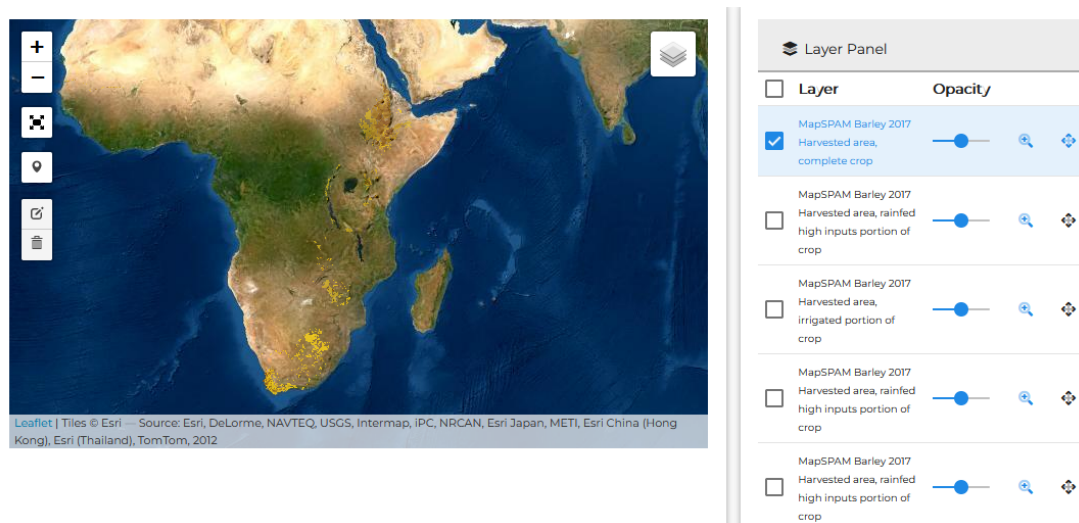 +
−
Leaflet | Tiles © Esri — Source: Esri, DeLorme, NAVTEQ, USGS, Intermap, iPC, NRCAN, Esri Japan, METI, Esri China (Hong
Kong), Esri (Thailand), TomTom, 2012
Layer Panel
Layer Opacity
MapSPAM Barley 2017
Harvested area,
complete crop
MapSPAM Barley 2017
Harvested area, rainfed
high inputs portion of
crop
MapSPAM Barley 2017
Harvested area,
irrigated portion of
crop
MapSPAM Barley 2017
Harvested area, rainfed
high inputs portion of
crop
MapSPAM Barley 2017
Harvested area, rainfed
high inputs portion of
crop